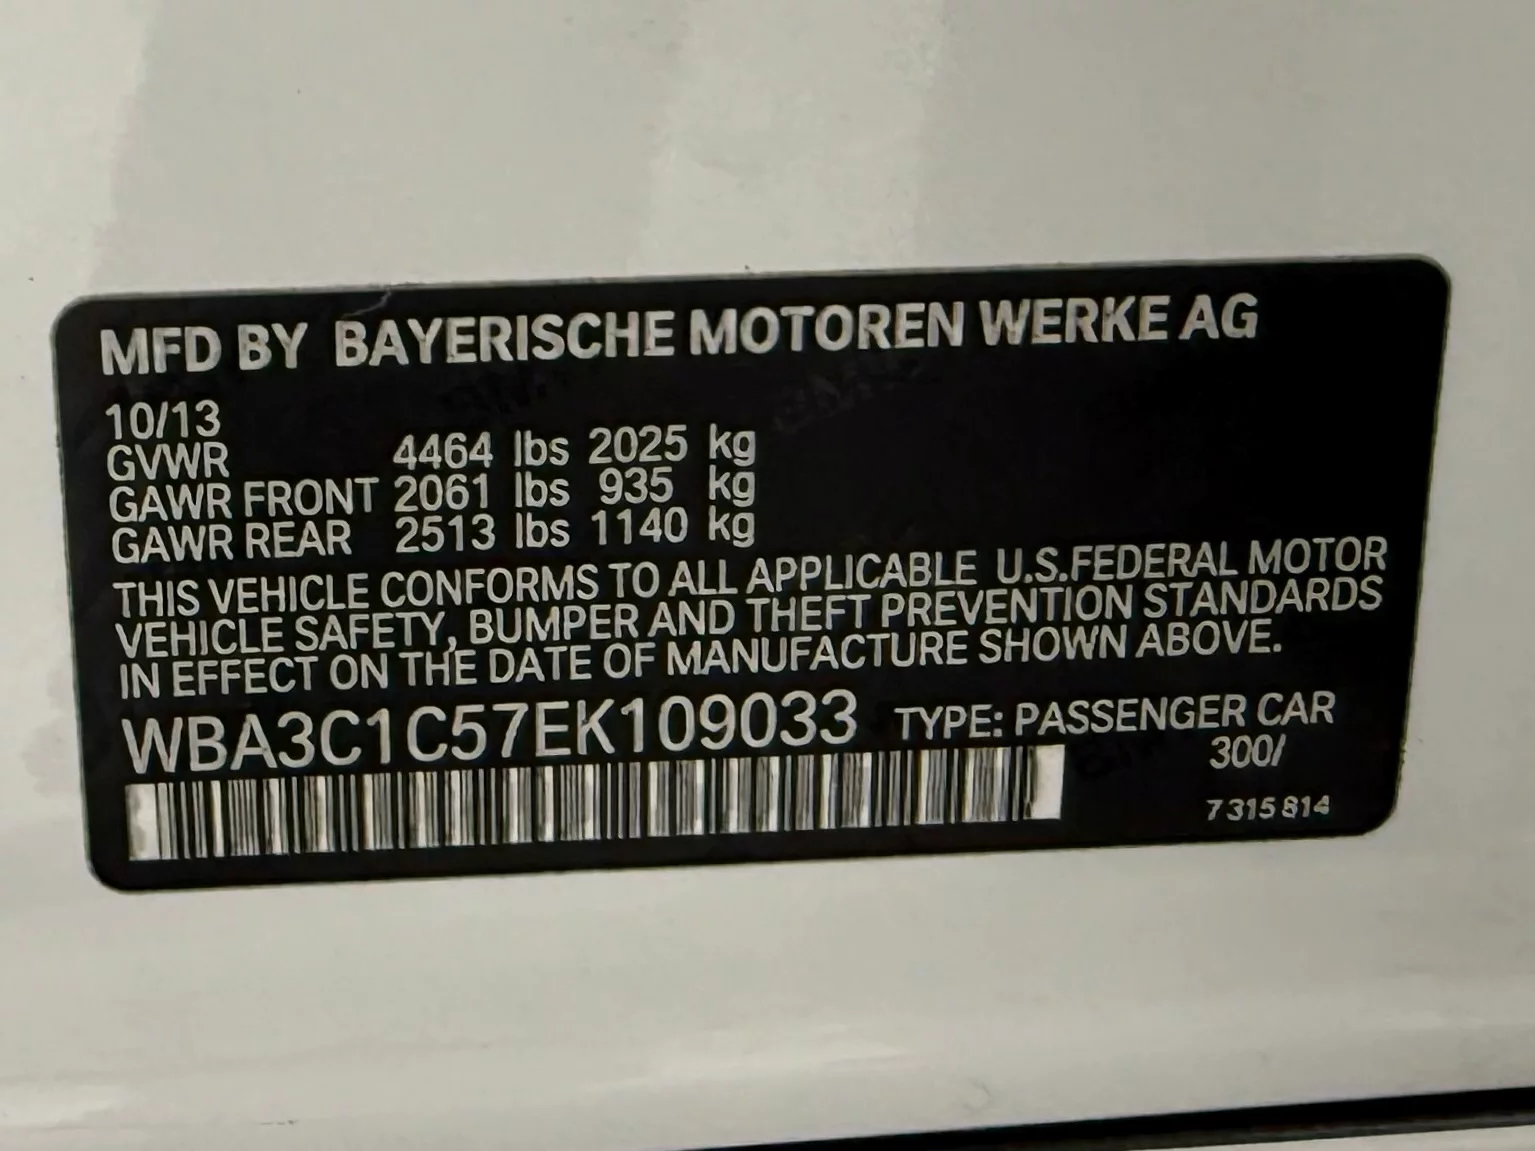 MFD BY BAYERISCHE MOTOREN WERKE AG
10/13
GVWR 4464 lbs 2025 kg
GAWR FRONT 2061 lbs 935 kg
GAWR REAR 2513 lbs 1140 kg
THIS VEHICLE CONFORMS TO ALL APPLICABLE U.S.FEDERAL MOTOR
VEHICLE SAFETY, BUMPER AND THEFT PREVENTION STANDARDS
IN EFFECT ON THE DATE OF MANUFACTURE SHOWN ABOVE.
WBA3C1C57EK109033 TYPE: PASSENGER CAR
300/
7 315 814